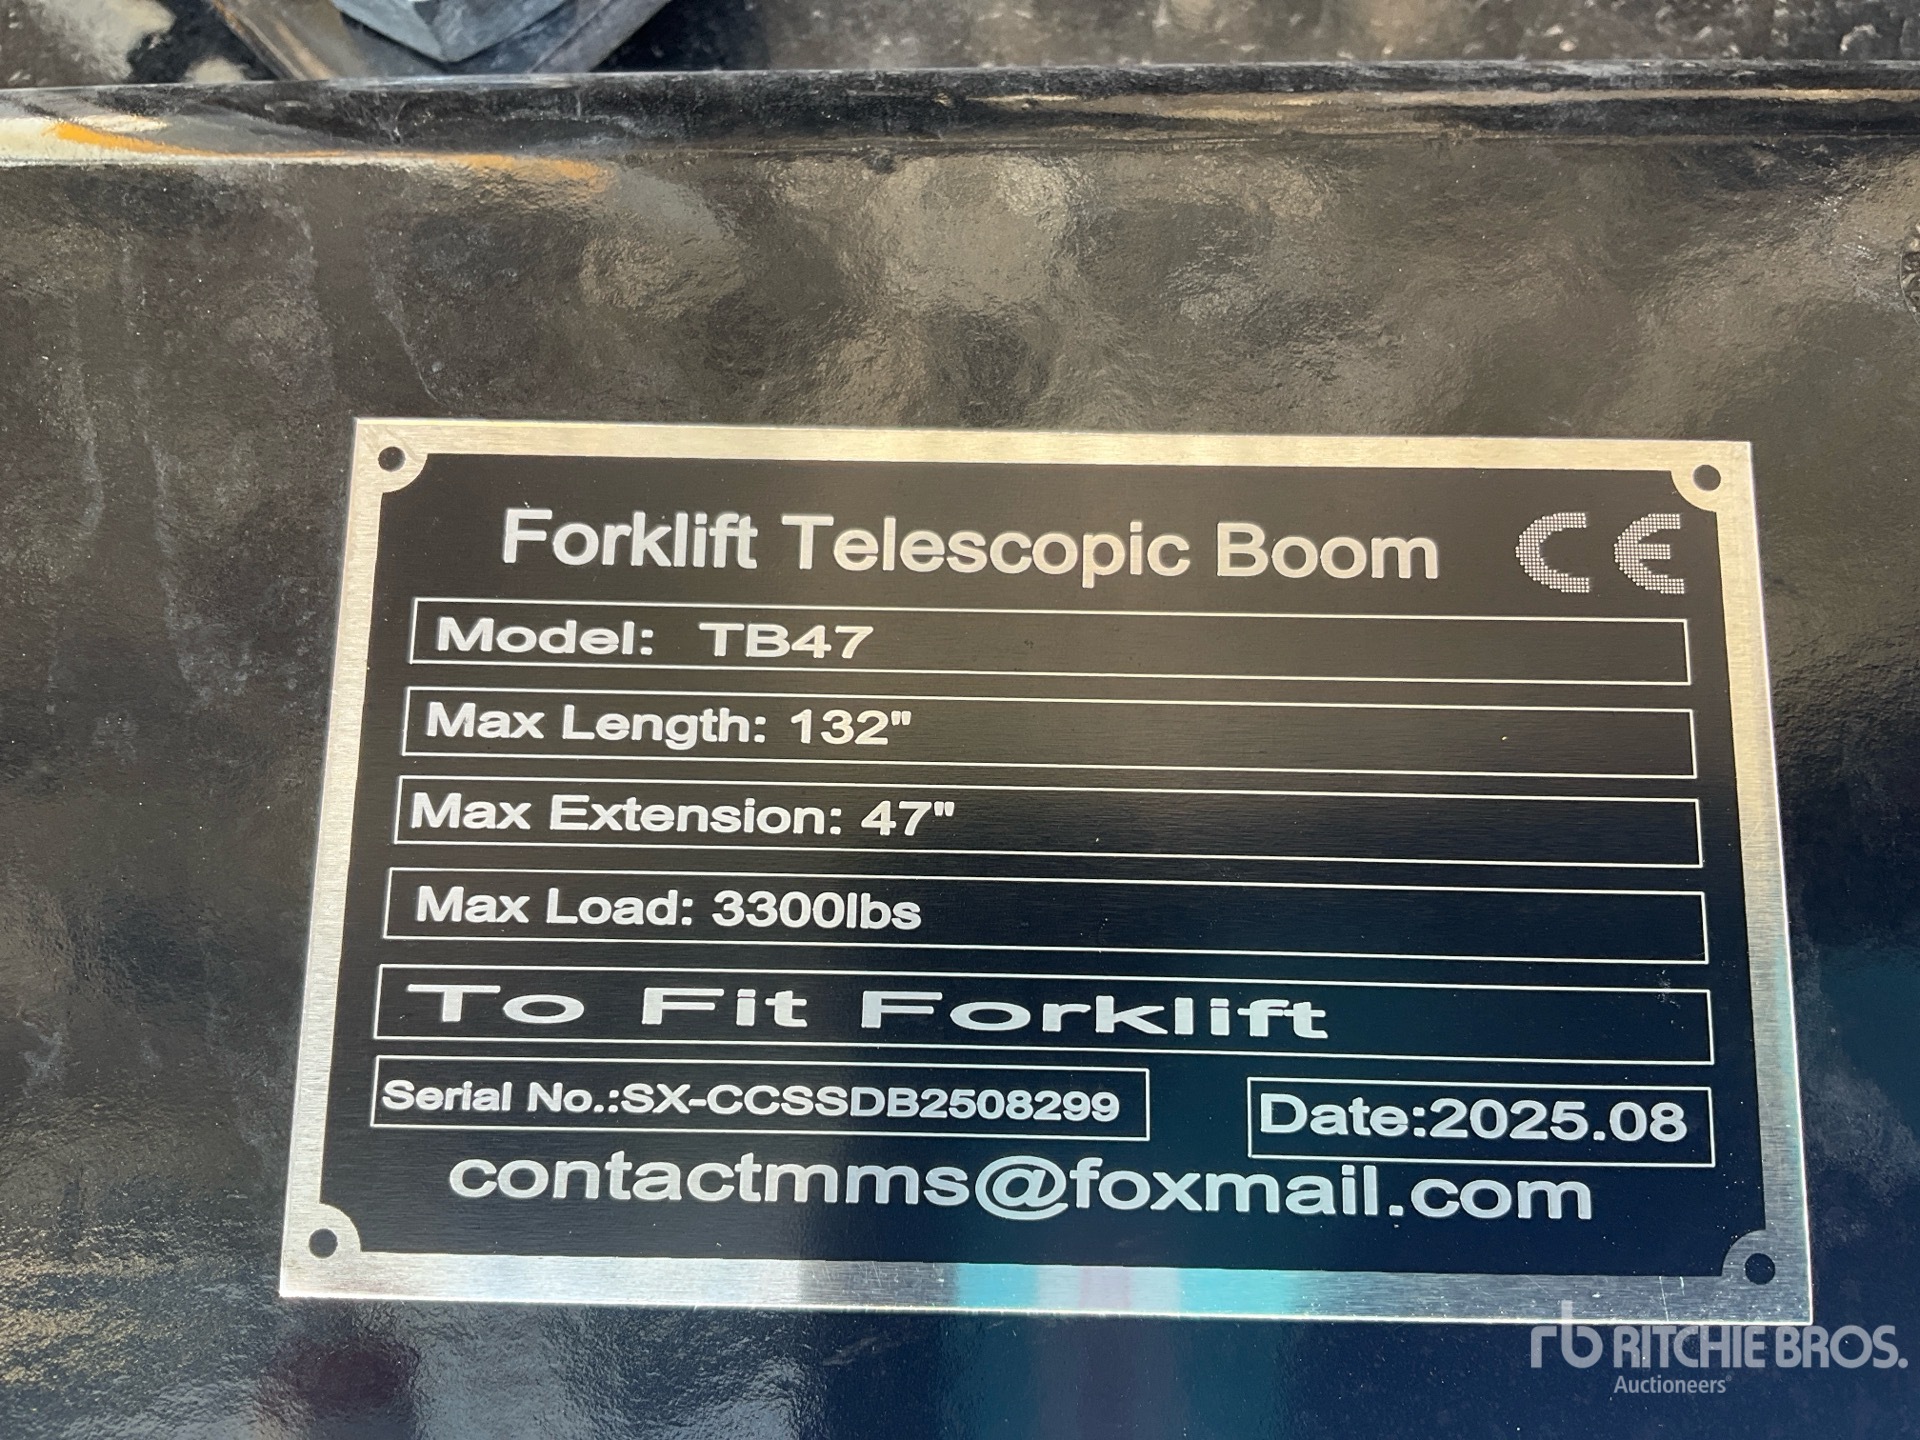 Forklift Telescopic Boom CE
Model: TB47
Max Length: 132"
Max Extension: 47"
Max Load: 3300lbs
To Fit Forklift
Serial No.:SX-CCSSDB2508299 Date:2025.08
contactmms@foxmail.com
rb RITCHIE BROS.
Auctioneers